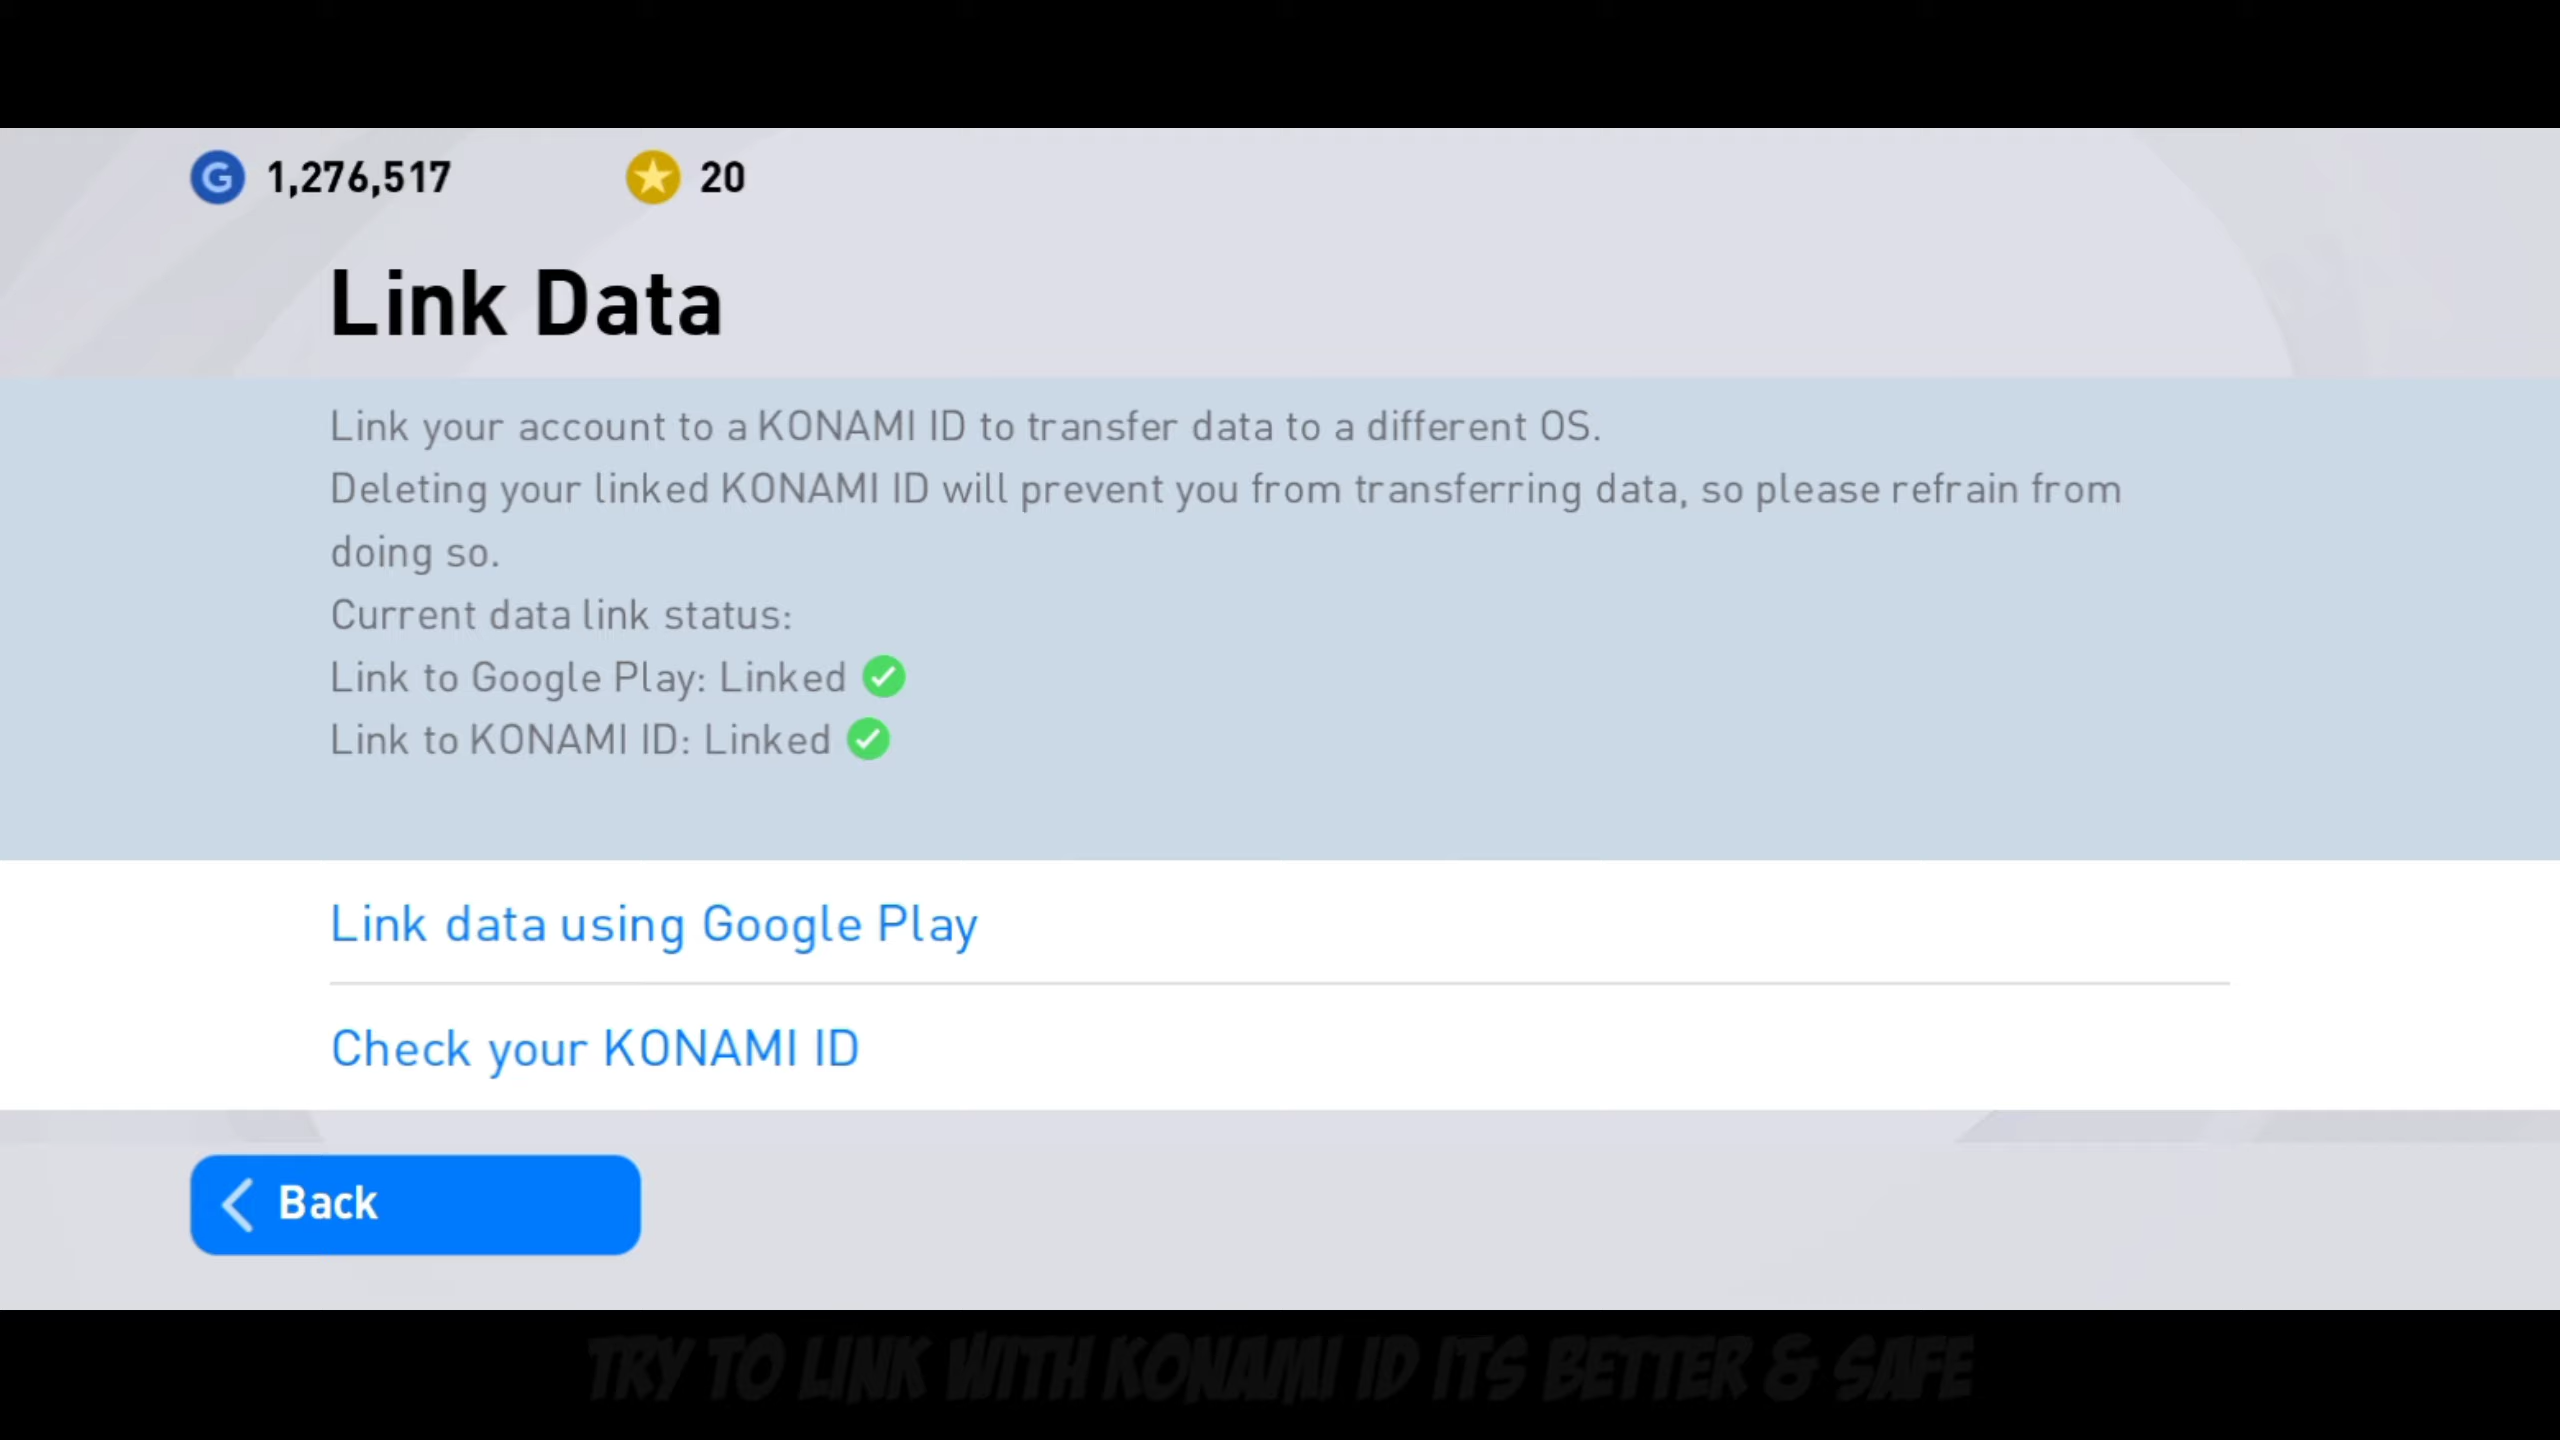 G 1,276,517 20
Link Data
Link your account to a KONAMI ID to transfer data to a different OS.
Deleting your linked KONAMI ID will prevent you from transferring data, so please refrain from
doing so.
Current data link status:
Link to Google Play: Linked
Link to KONAMI ID: Linked
Link data using Google Play
Check your KONAMI ID
Back
TRY TO LINK WITH KONAMI ID ITS BETTER & SAFE